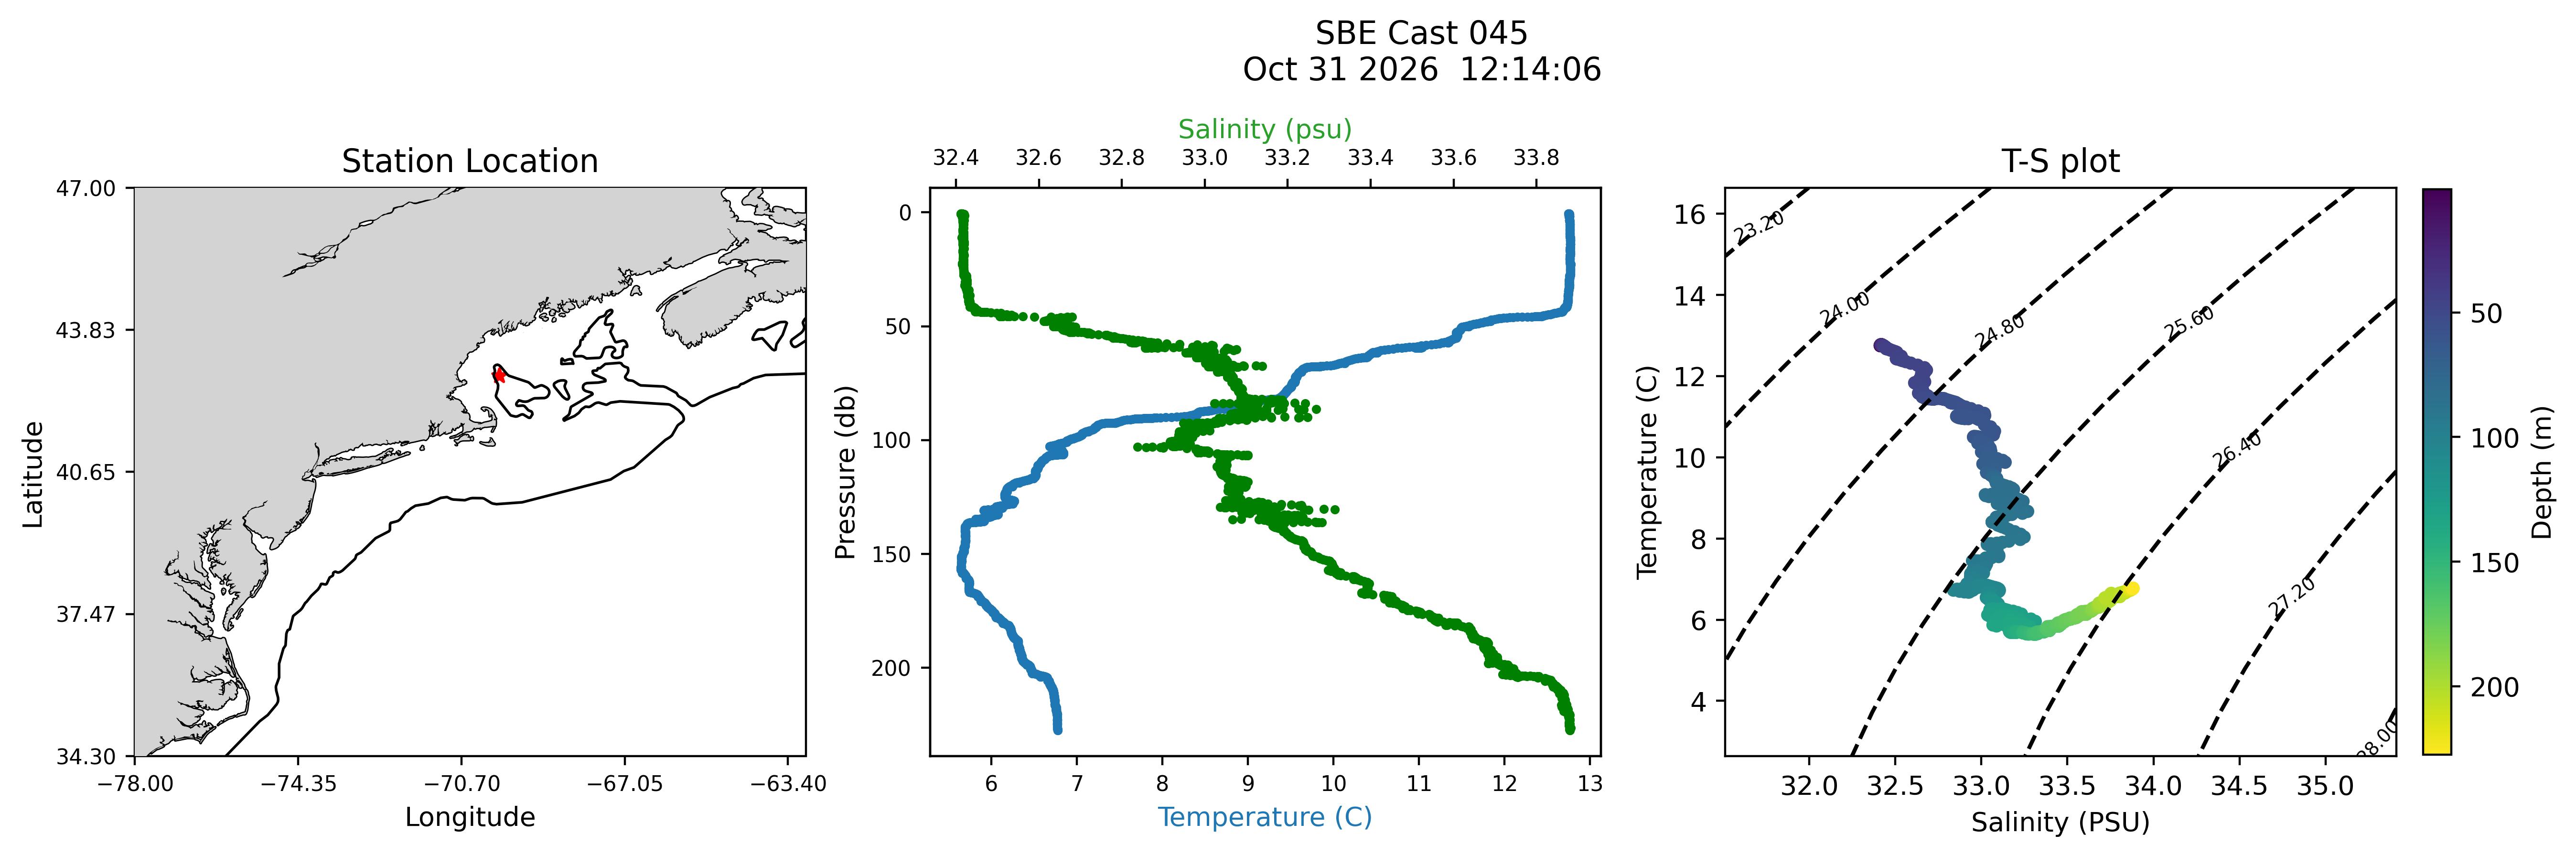 SBE Cast 045
Oct 31 2026  12:14:06
Station Location
47.00
43.83
40.65
37.47
34.30
Latitude
−78.00 −74.35 −70.70 −67.05 −63.40
Longitude
Salinity (psu)
32.4 32.6 32.8 33.0 33.2 33.4 33.6 33.8
0
50
100
150
200
Pressure (db)
6 7 8 9 10 11 12 13
Temperature (C)
T-S plot
16
14
12
10
8
6
4
Temperature (C)
23.20
24.00
24.80
25.60
26.40
27.20
28.00
32.0 32.5 33.0 33.5 34.0 34.5 35.0
Salinity (PSU)
50
100
150
200
Depth (m)